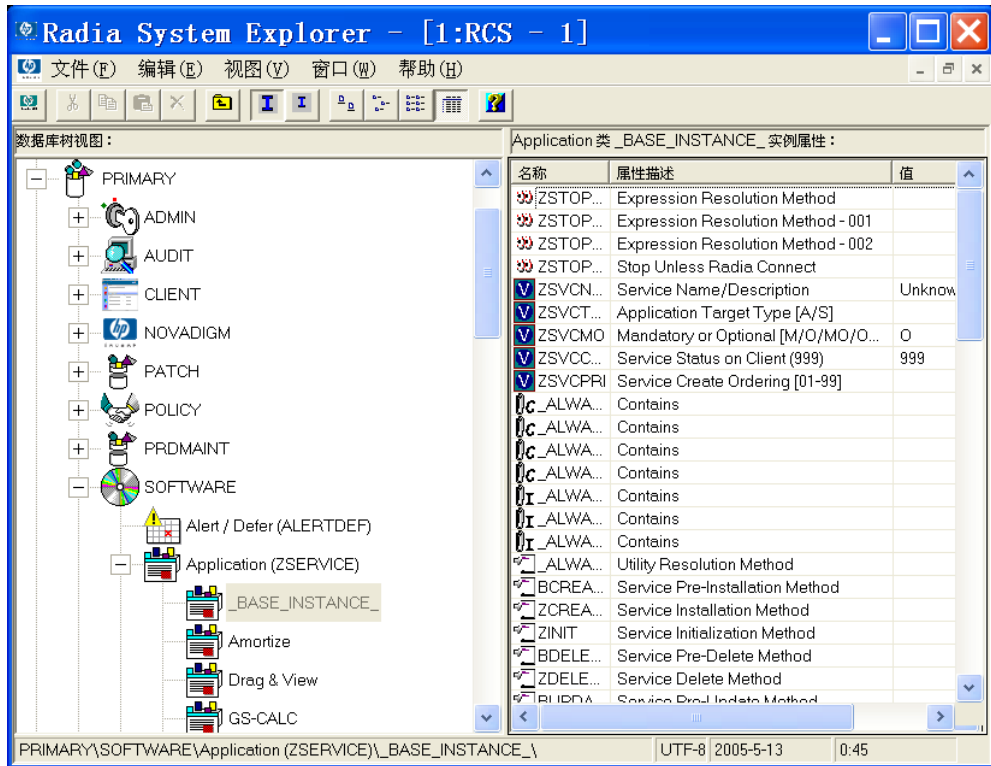 Radia System Explorer - [1:RCS - 1]
文件(F) 编辑(E) 视图(V) 窗口(W) 帮助(H)
数据库树视图：
PRIMARY
ADMIN
AUDIT
CLIENT
NOVADIGM
PATCH
POLICY
PRDMAINT
SOFTWARE
Alert / Defer (ALERTDEF)
Application (ZSERVICE)
_BASE_INSTANCE_
Amortize
Drag & View
GS-CALC
Application 类 _BASE_INSTANCE_ 实例属性：
名称 属性描述 值
ZSTOP... Expression Resolution Method
ZSTOP... Expression Resolution Method - 001
ZSTOP... Expression Resolution Method - 002
ZSTOP... Stop Unless Radia Connect
ZSVCN... Service Name/Description Unknow
ZSVCT... Application Target Type [A/S]
ZSVCMO Mandatory or Optional [M/O/MO/O... O
ZSVCC... Service Status on Client (999) 999
ZSVCPRI Service Create Ordering [01-99]
_ALWA... Contains
_ALWA... Contains
_ALWA... Contains
_ALWA... Contains
_ALWA... Contains
_ALWA... Contains
_ALWA... Contains
_ALWA... Utility Resolution Method
BCREA... Service Pre-Installation Method
ZCREA... Service Installation Method
ZINIT Service Initialization Method
BDELE... Service Pre-Delete Method
ZDELE... Service Delete Method
BUPDA... Service Pre-Update Method
PRIMARY\SOFTWARE\Application (ZSERVICE)\_BASE_INSTANCE_\ UTF-8 2005-5-13 0:45